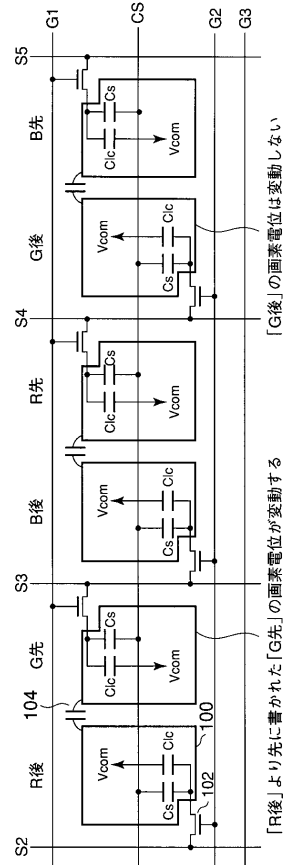 S2 S3 S4 S5
G1
104
R後 G先 B後 R先 G後 B先
Vcom Clc Cs Clc Cs Vcom
Vcom Clc Cs Clc Cs Vcom
Vcom Clc Cs Clc Cs Vcom
CS
100
102
G2
G3
「R後」より先に書かれた「G先」の画素電位が変動する
「G後」の画素電位は変動しない